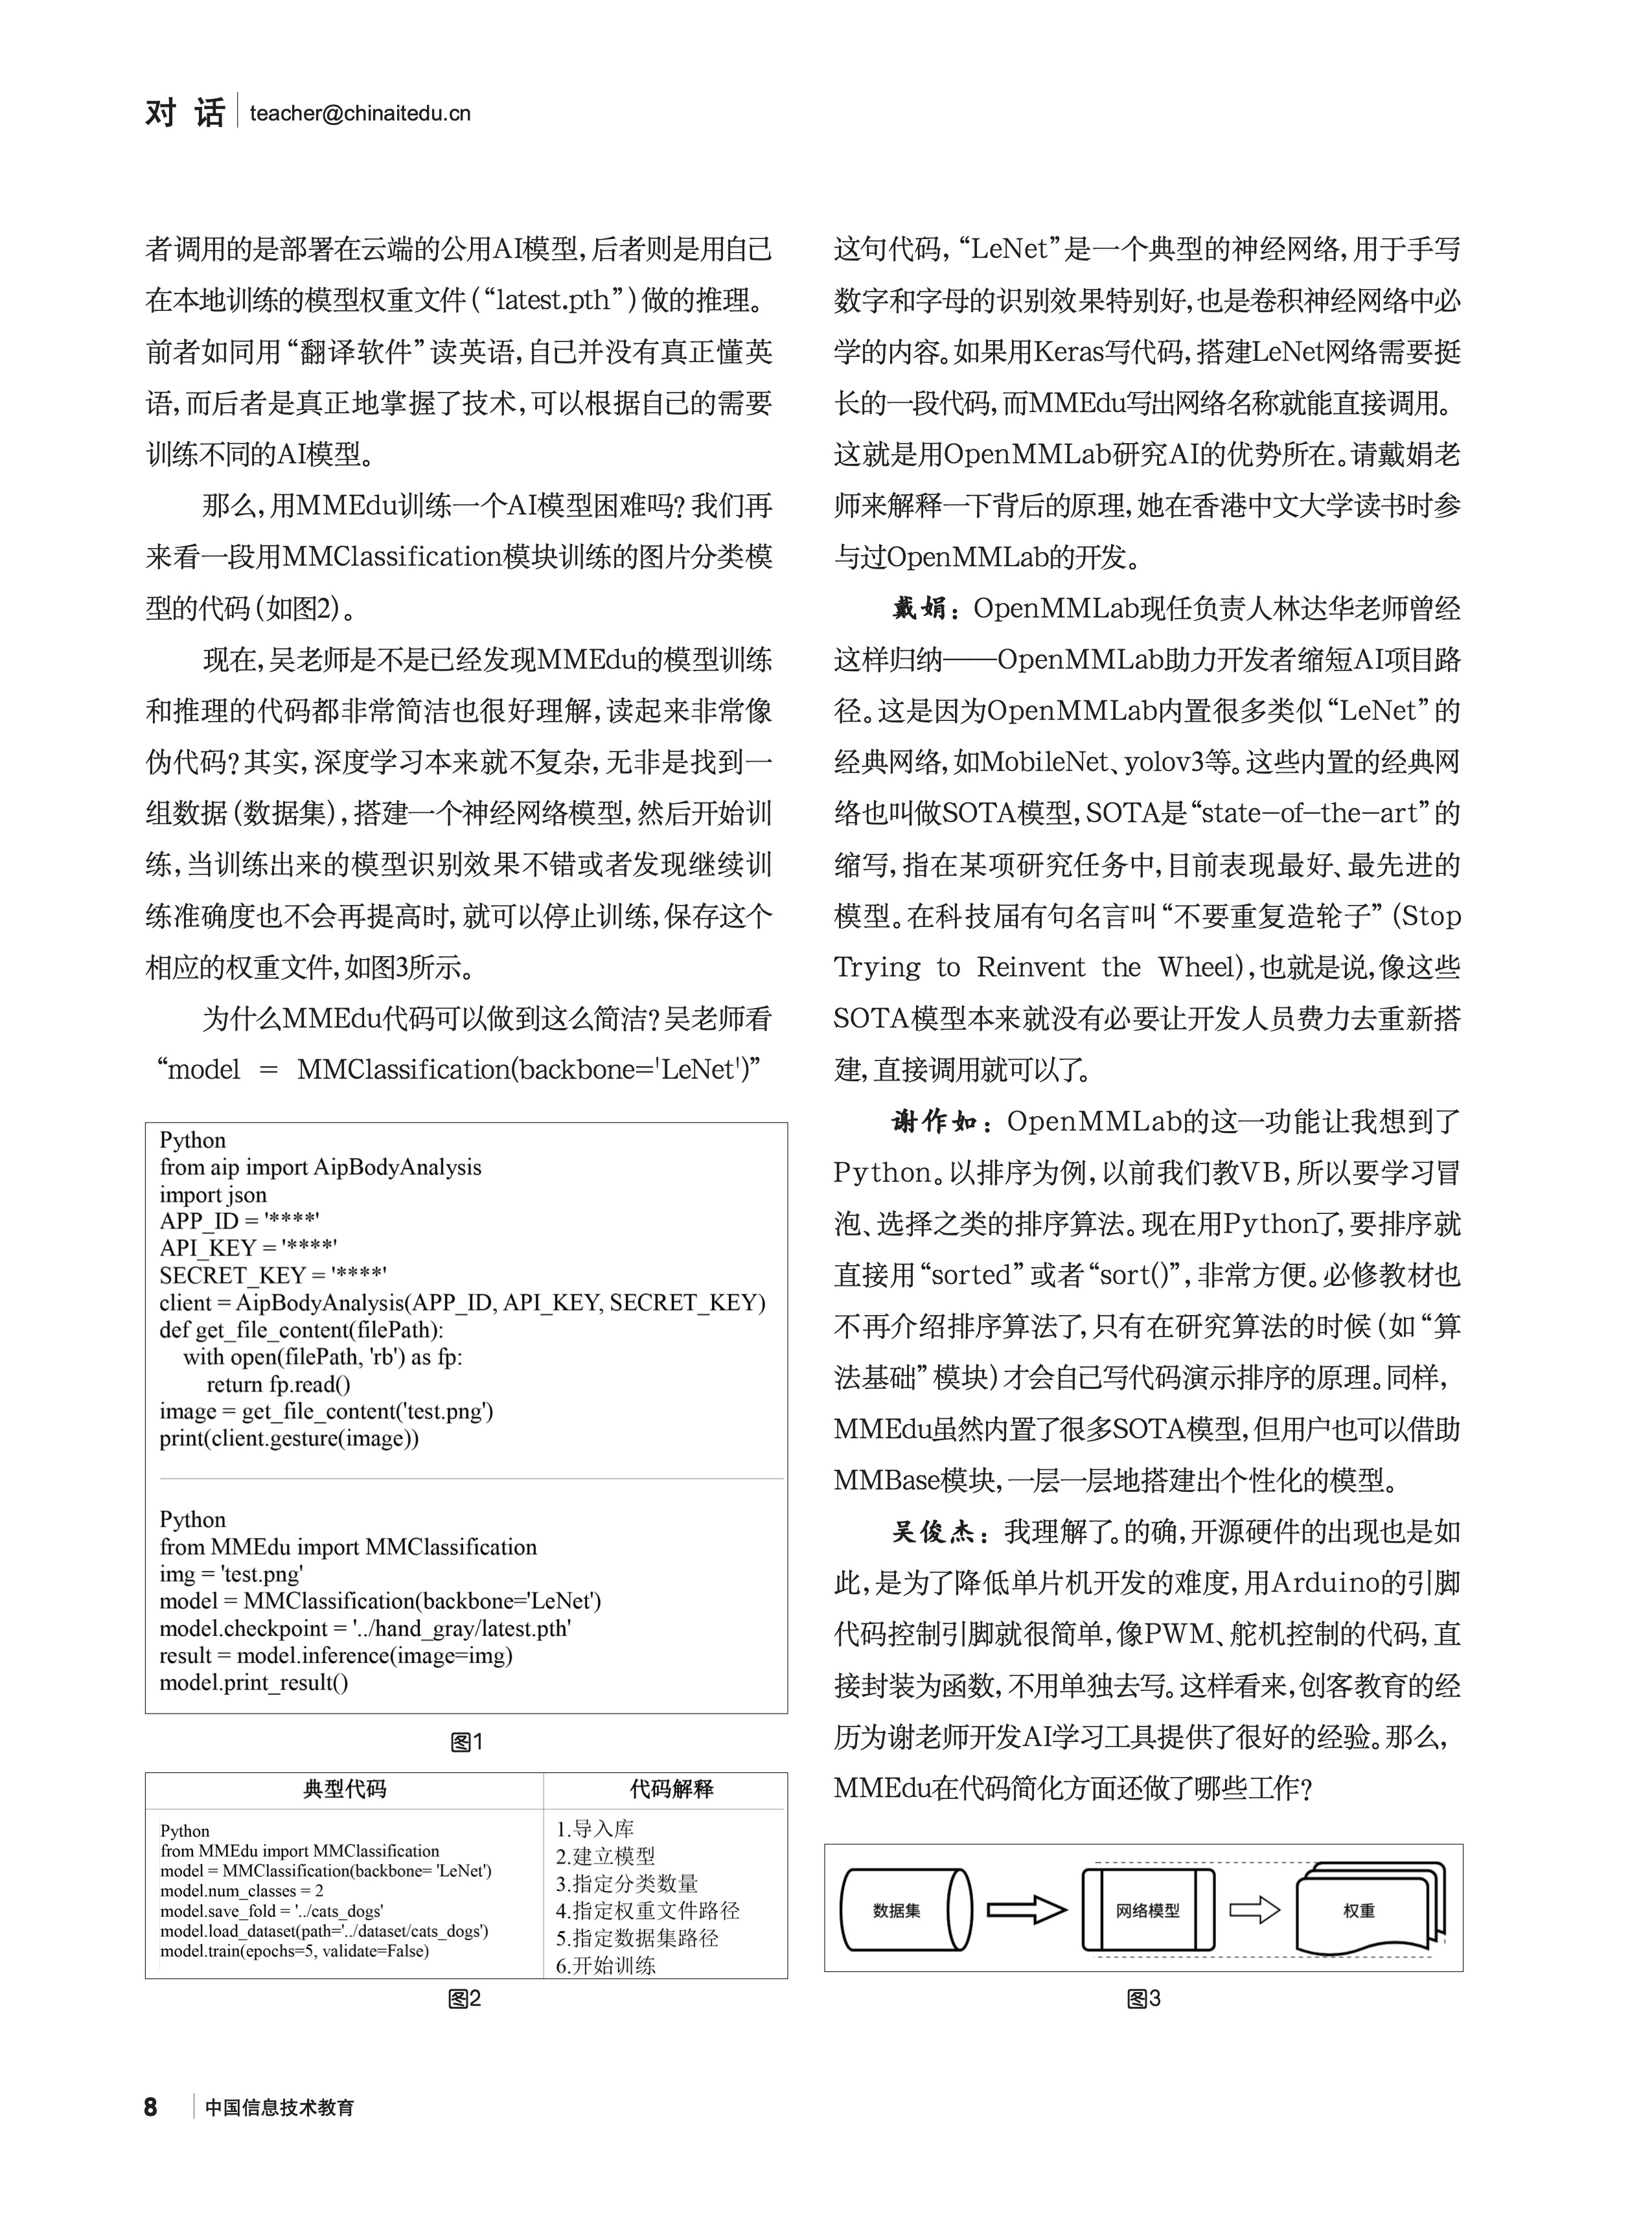 对 话 teacher@chinaitedu.cn
者调用的是部署在云端的公用AI模型,后者则是用自己
在本地训练的模型权重文件(“latest.pth”)做的推理。
前者如同用“翻译软件”读英语,自己并没有真正懂英
语,而后者是真正地掌握了技术,可以根据自己的需要
训练不同的AI模型。
那么,用MMEdu训练一个AI模型困难吗?我们再
来看一段用MMClassification模块训练的图片分类模
型的代码(如图2)。
现在,吴老师是不是已经发现MMEdu的模型训练
和推理的代码都非常简洁也很好理解,读起来非常像
伪代码?其实,深度学习本来就不复杂,无非是找到一
组数据(数据集),搭建一个神经网络模型,然后开始训
练,当训练出来的模型识别效果不错或者发现继续训
练准确度也不会再提高时,就可以停止训练,保存这个
相应的权重文件,如图3所示。
为什么MMEdu代码可以做到这么简洁?吴老师看
“model = MMClassification(backbone='LeNet')”
Python
from aip import AipBodyAnalysis
import json
APP_ID = '****'
API_KEY = '****'
SECRET_KEY = '****'
client = AipBodyAnalysis(APP_ID, API_KEY, SECRET_KEY)
def get_file_content(filePath):
with open(filePath, 'rb') as fp:
return fp.read()
image = get_file_content('test.png')
print(client.gesture(image))
Python
from MMEdu import MMClassification
img = 'test.png'
model = MMClassification(backbone='LeNet')
model.checkpoint = '../hand_gray/latest.pth'
result = model.inference(image=img)
model.print_result()
图1
典型代码 代码解释
Python
from MMEdu import MMClassification
model = MMClassification(backbone= 'LeNet')
model.num_classes = 2
model.save_fold = '../cats_dogs'
model.load_dataset(path='../dataset/cats_dogs')
model.train(epochs=5, validate=False)
1.导入库
2.建立模型
3.指定分类数量
4.指定权重文件路径
5.指定数据集路径
6.开始训练
图2
这句代码,“LeNet”是一个典型的神经网络,用于手写
数字和字母的识别效果特别好,也是卷积神经网络中必
学的内容。如果用Keras写代码,搭建LeNet网络需要挺
长的一段代码,而MMEdu写出网络名称就能直接调用。
这就是用OpenMMLab研究AI的优势所在。请戴娟老
师来解释一下背后的原理,她在香港中文大学读书时参
与过OpenMMLab的开发。
戴娟:OpenMMLab现任负责人林达华老师曾经
这样归纳——OpenMMLab助力开发者缩短AI项目路
径。这是因为OpenMMLab内置很多类似“LeNet”的
经典网络,如MobileNet、yolov3等。这些内置的经典网
络也叫做SOTA模型,SOTA是“state-of-the-art”的
缩写,指在某项研究任务中,目前表现最好、最先进的
模型。在科技届有句名言叫“不要重复造轮子”(Stop
Trying to Reinvent the Wheel),也就是说,像这些
SOTA模型本来就没有必要让开发人员费力去重新搭
建,直接调用就可以了。
谢作如:OpenMMLab的这一功能让我想到了
Python。以排序为例,以前我们教VB,所以要学习冒
泡、选择之类的排序算法。现在用Python了,要排序就
直接用“sorted”或者“sort()”,非常方便。必修教材也
不再介绍排序算法了,只有在研究算法的时候(如“算
法基础”模块)才会自己写代码演示排序的原理。同样,
MMEdu虽然内置了很多SOTA模型,但用户也可以借助
MMBase模块,一层一层地搭建出个性化的模型。
吴俊杰:我理解了。的确,开源硬件的出现也是如
此,是为了降低单片机开发的难度,用Arduino的引脚
代码控制引脚就很简单,像PWM、舵机控制的代码,直
接封装为函数,不用单独去写。这样看来,创客教育的经
历为谢老师开发AI学习工具提供了很好的经验。那么,
MMEdu在代码简化方面还做了哪些工作?
数据集 网络模型 权重
图3
8 中国信息技术教育